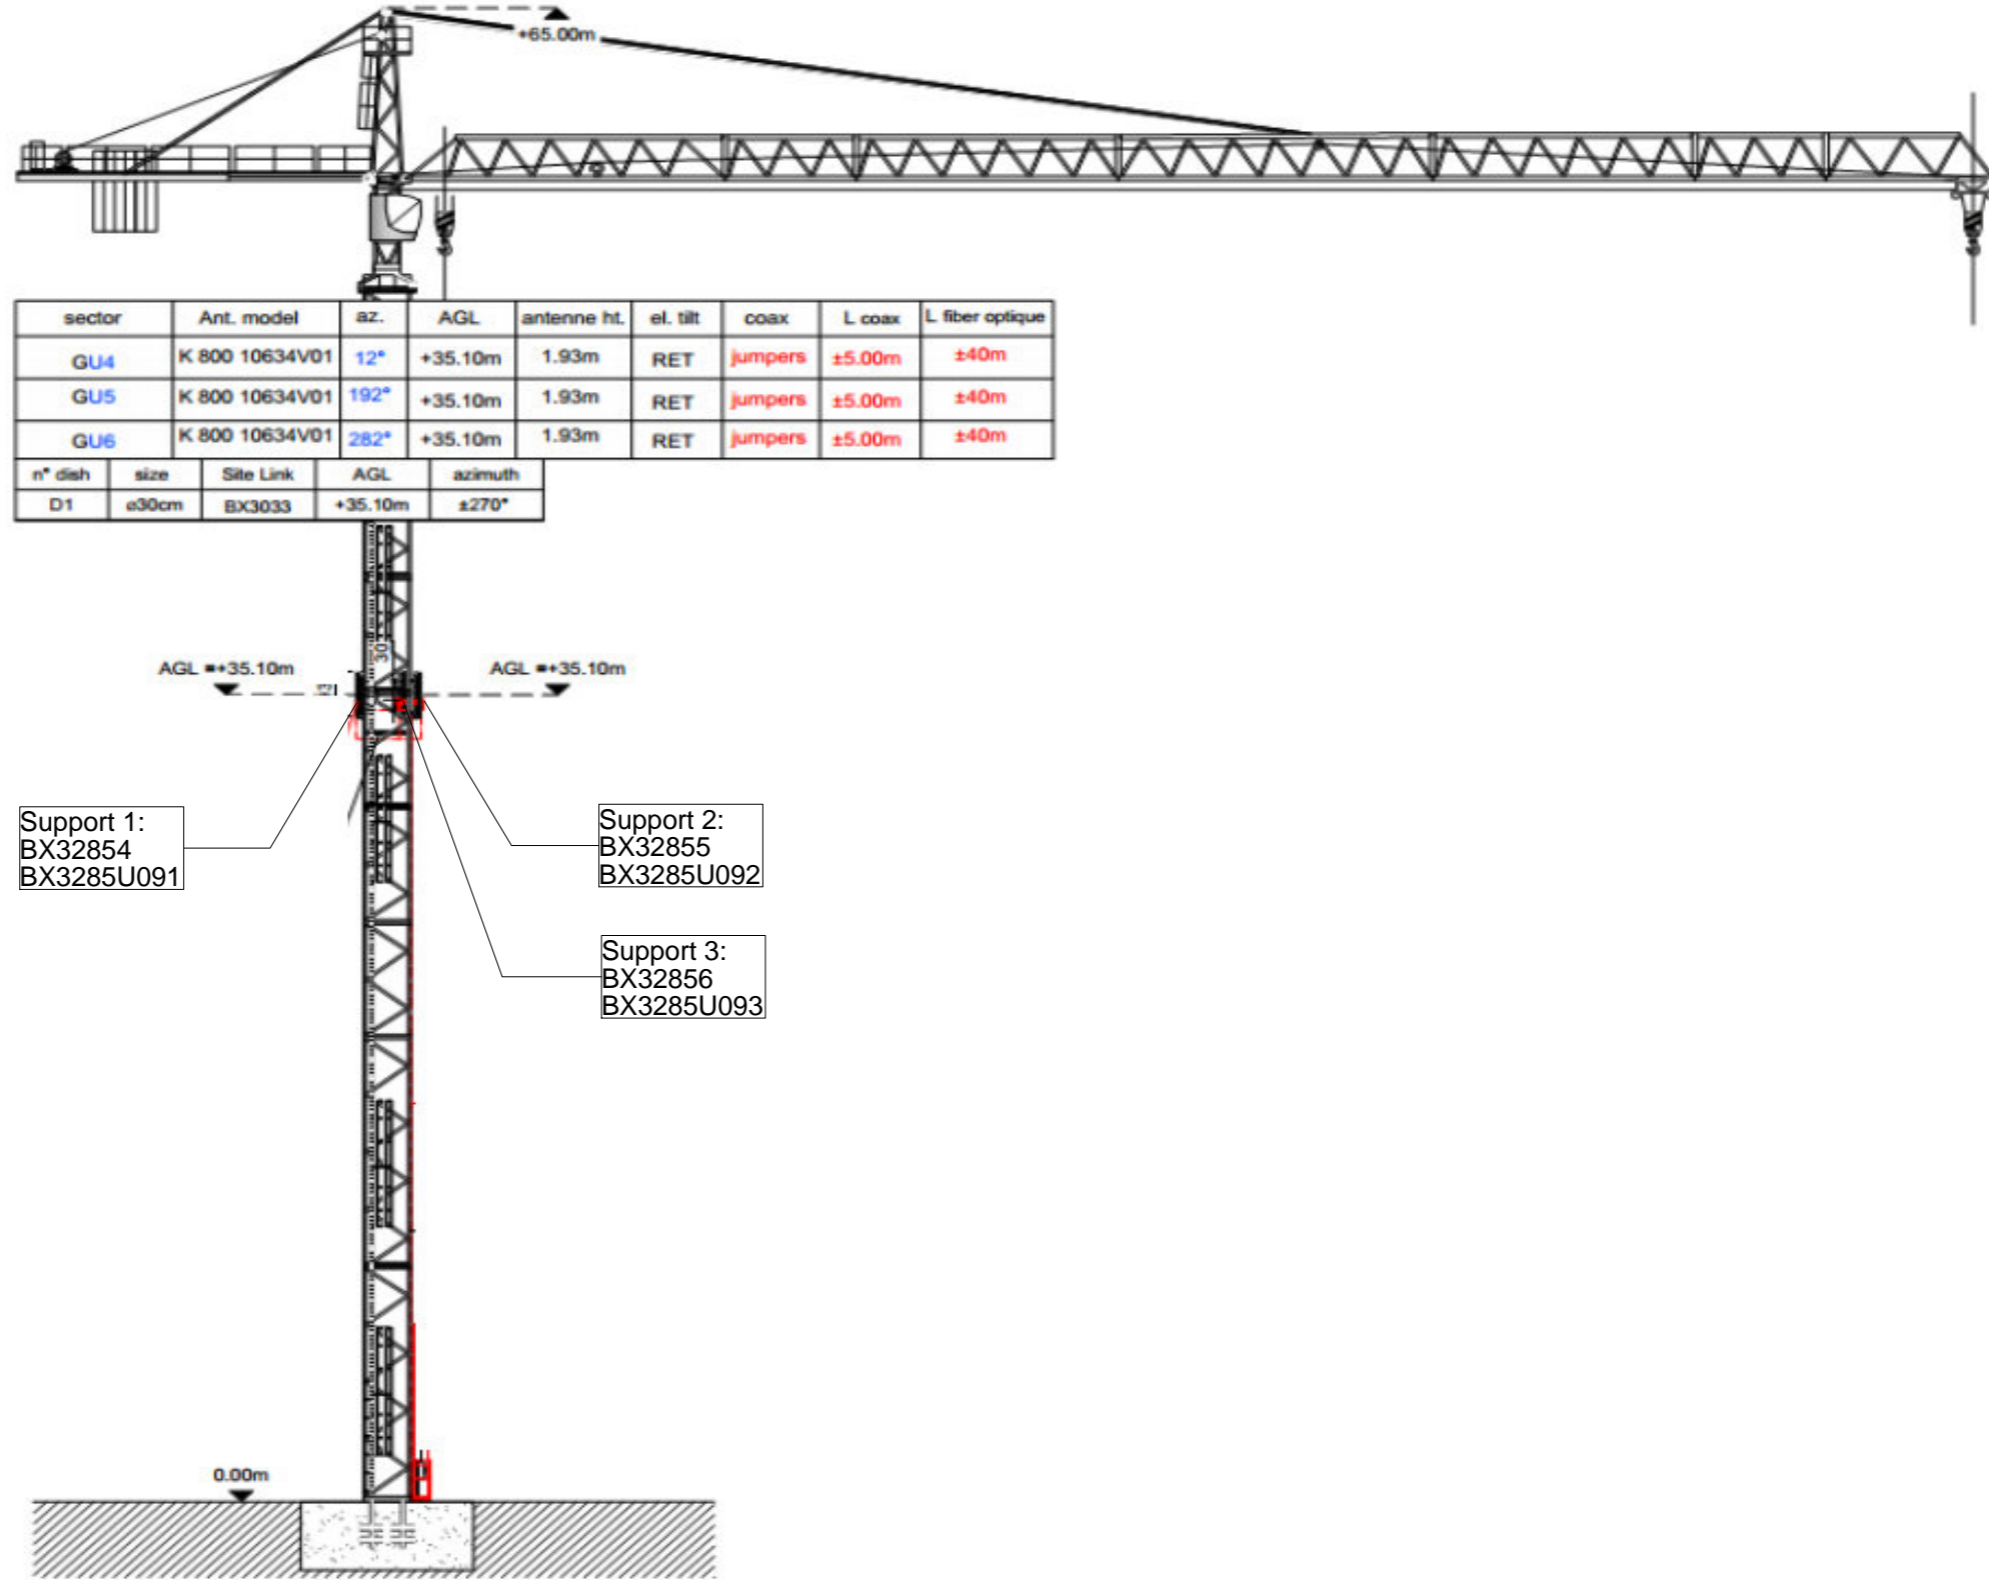 +65.00m
sector Ant. model az. AGL antenne ht. el. tilt coax L coax L fiber optique
GU4 K 800 10634V01 12° +35.10m 1.93m RET jumpers ±5.00m ±40m
GU5 K 800 10634V01 192° +35.10m 1.93m RET jumpers ±5.00m ±40m
GU6 K 800 10634V01 282° +35.10m 1.93m RET jumpers ±5.00m ±40m
n° dish size Site Link AGL azimuth
D1 ø30cm BX3033 +35.10m ±270°
30
AGL =+35.10m AGL =+35.10m
Support 1:
BX32854
BX3285U091
Support 2:
BX32855
BX3285U092
Support 3:
BX32856
BX3285U093
0.00m